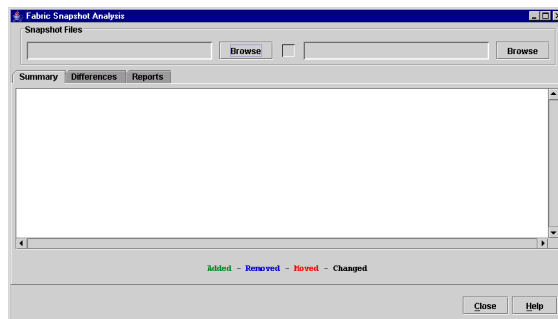 Fabric Snapshot Analysis
Snapshot Files
Browse Browse
Summary Differences Reports
Added - Removed - Moved - Changed
Close Help